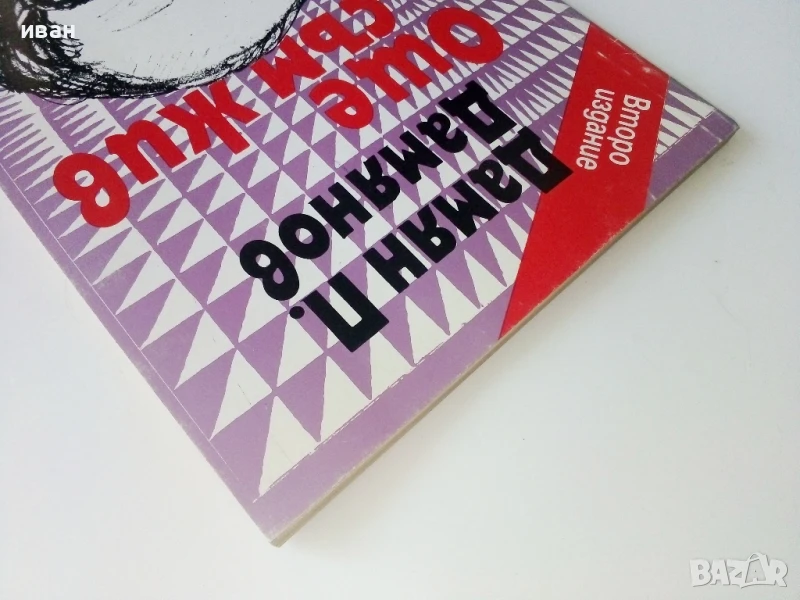 иван
Второ
издание
Дамян П.
Дамянов
Още
съм жив
BAZAR